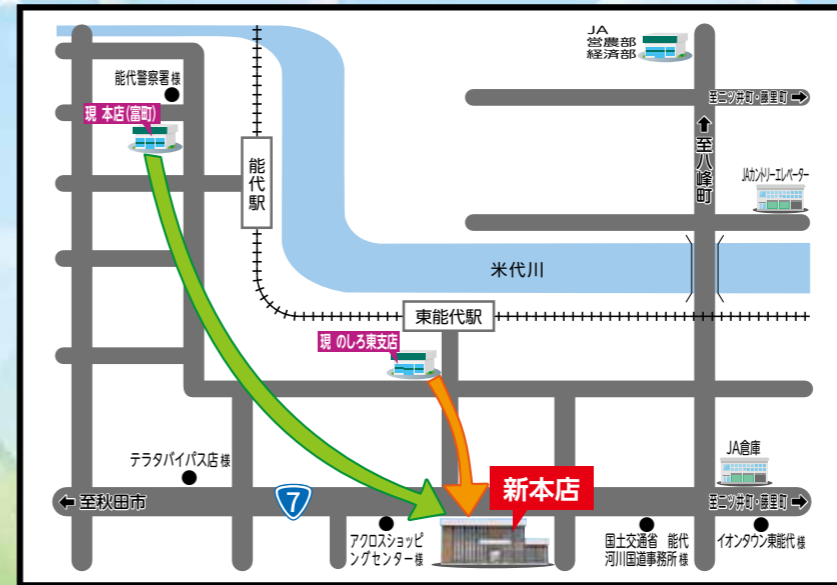 JA
営農部
経済部
能代警察署様
至二ツ井町・藤里町
現 本店(富町)
至八峰町
能代駅
JAカントリーエレベーター
米代川
東能代駅
現 のしろ東支店
JA倉庫
テラタバイパス店様
新本店
至秋田市
7
至二ツ井町・藤里町
アクロスショッピ
ングセンター様
国土交通省 能代
河川国道事務所様
イオンタウン東能代様